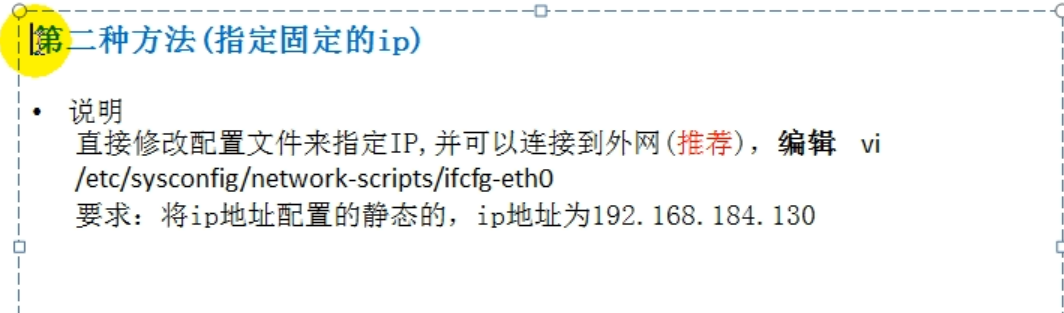 第二种方法(指定固定的ip)
• 说明
直接修改配置文件来指定IP,并可以连接到外网(推荐)，编辑 vi
/etc/sysconfig/network-scripts/ifcfg-eth0
要求：将ip地址配置的静态的，ip地址为192.168.184.130